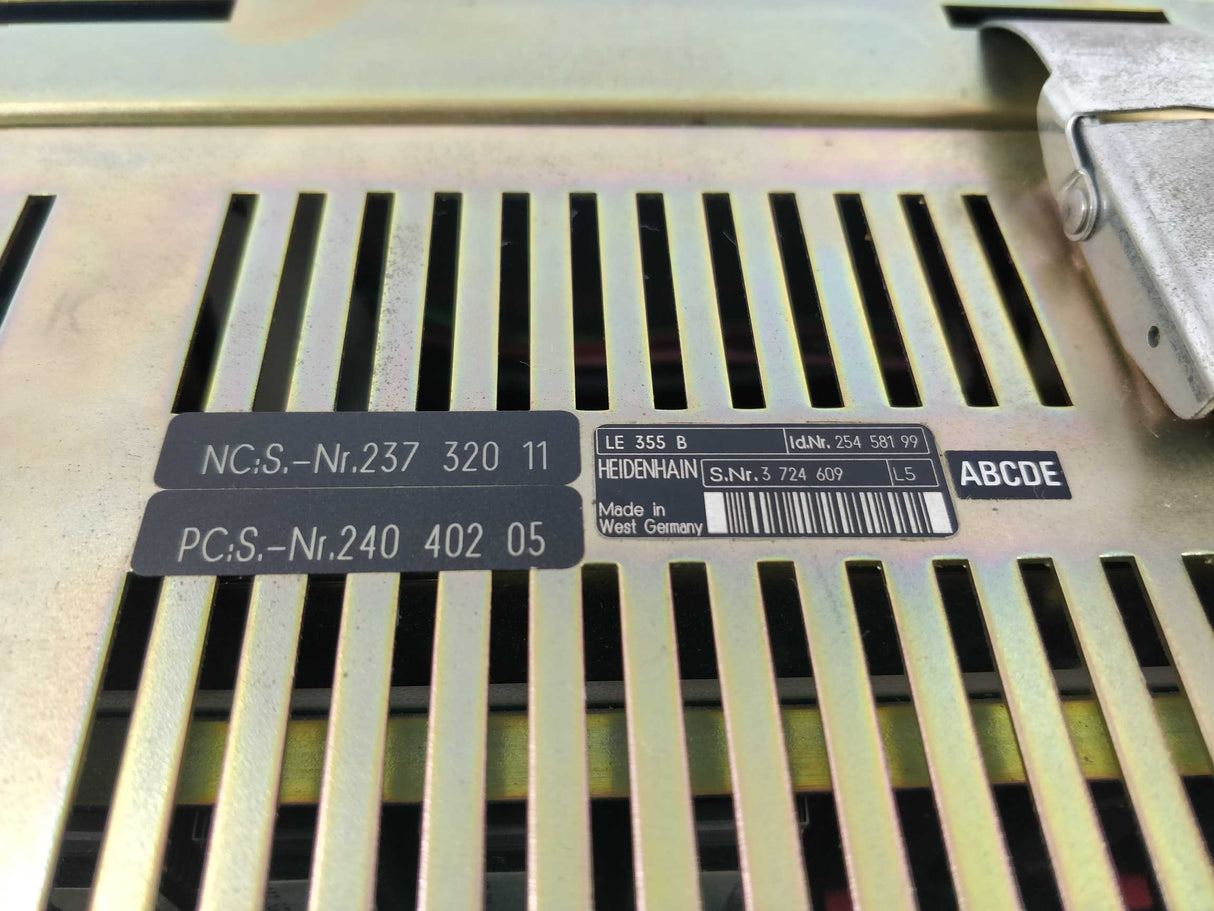 NC:S.-Nr.237 320 11
PC:S.-Nr.240 402 05
LE 355 B
Id.Nr. 254 581 99
HEIDENHAIN
S.Nr. 3 724 609
L5
Made in
West Germany
ABCDE